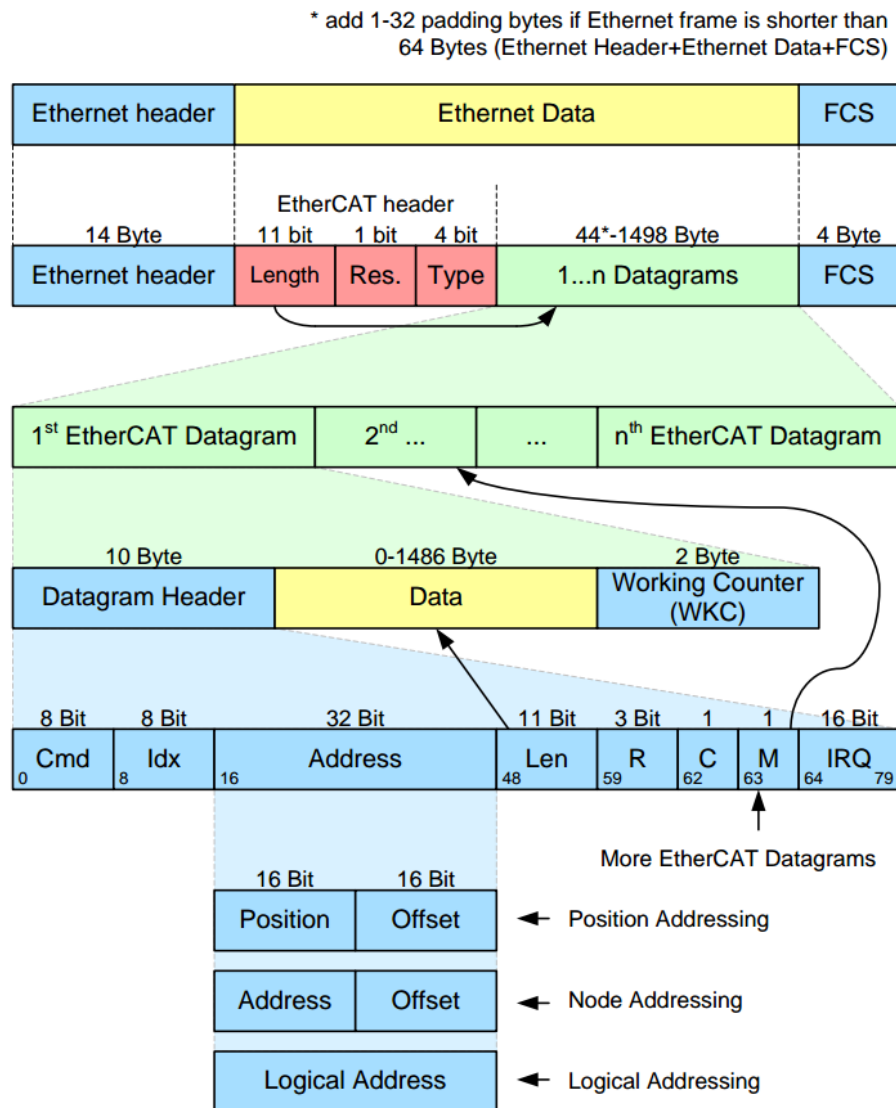 * add 1-32 padding bytes if Ethernet frame is shorter than
64 Bytes (Ethernet Header+Ethernet Data+FCS)
Ethernet header Ethernet Data FCS
EtherCAT header
14 Byte 11 bit 1 bit 4 bit 44*-1498 Byte 4 Byte
Ethernet header Length Res. Type 1...n Datagrams FCS
1st EtherCAT Datagram 2nd ... ... nth EtherCAT Datagram
10 Byte 0-1486 Byte 2 Byte
Datagram Header Data Working Counter
(WKC)
8 Bit 8 Bit 32 Bit 11 Bit 3 Bit 1 1 16 Bit
Cmd Idx Address Len R C M IRQ
0 8 16 48 59 62 63 64 79
More EtherCAT Datagrams
16 Bit 16 Bit
Position Offset Position Addressing
Address Offset Node Addressing
Logical Address Logical Addressing